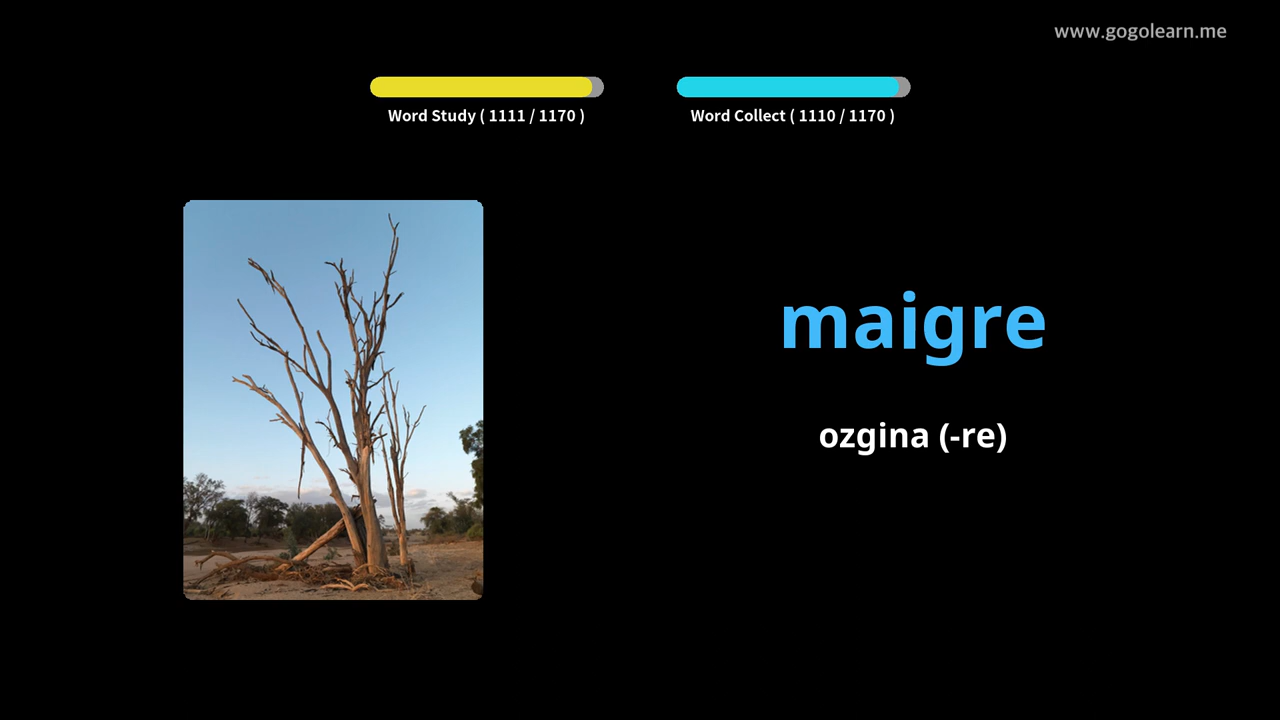 www.gogolearn.me
Word Study ( 1111 / 1170 )
Word Collect ( 1110 / 1170 )
maigre
ozgina (-re)